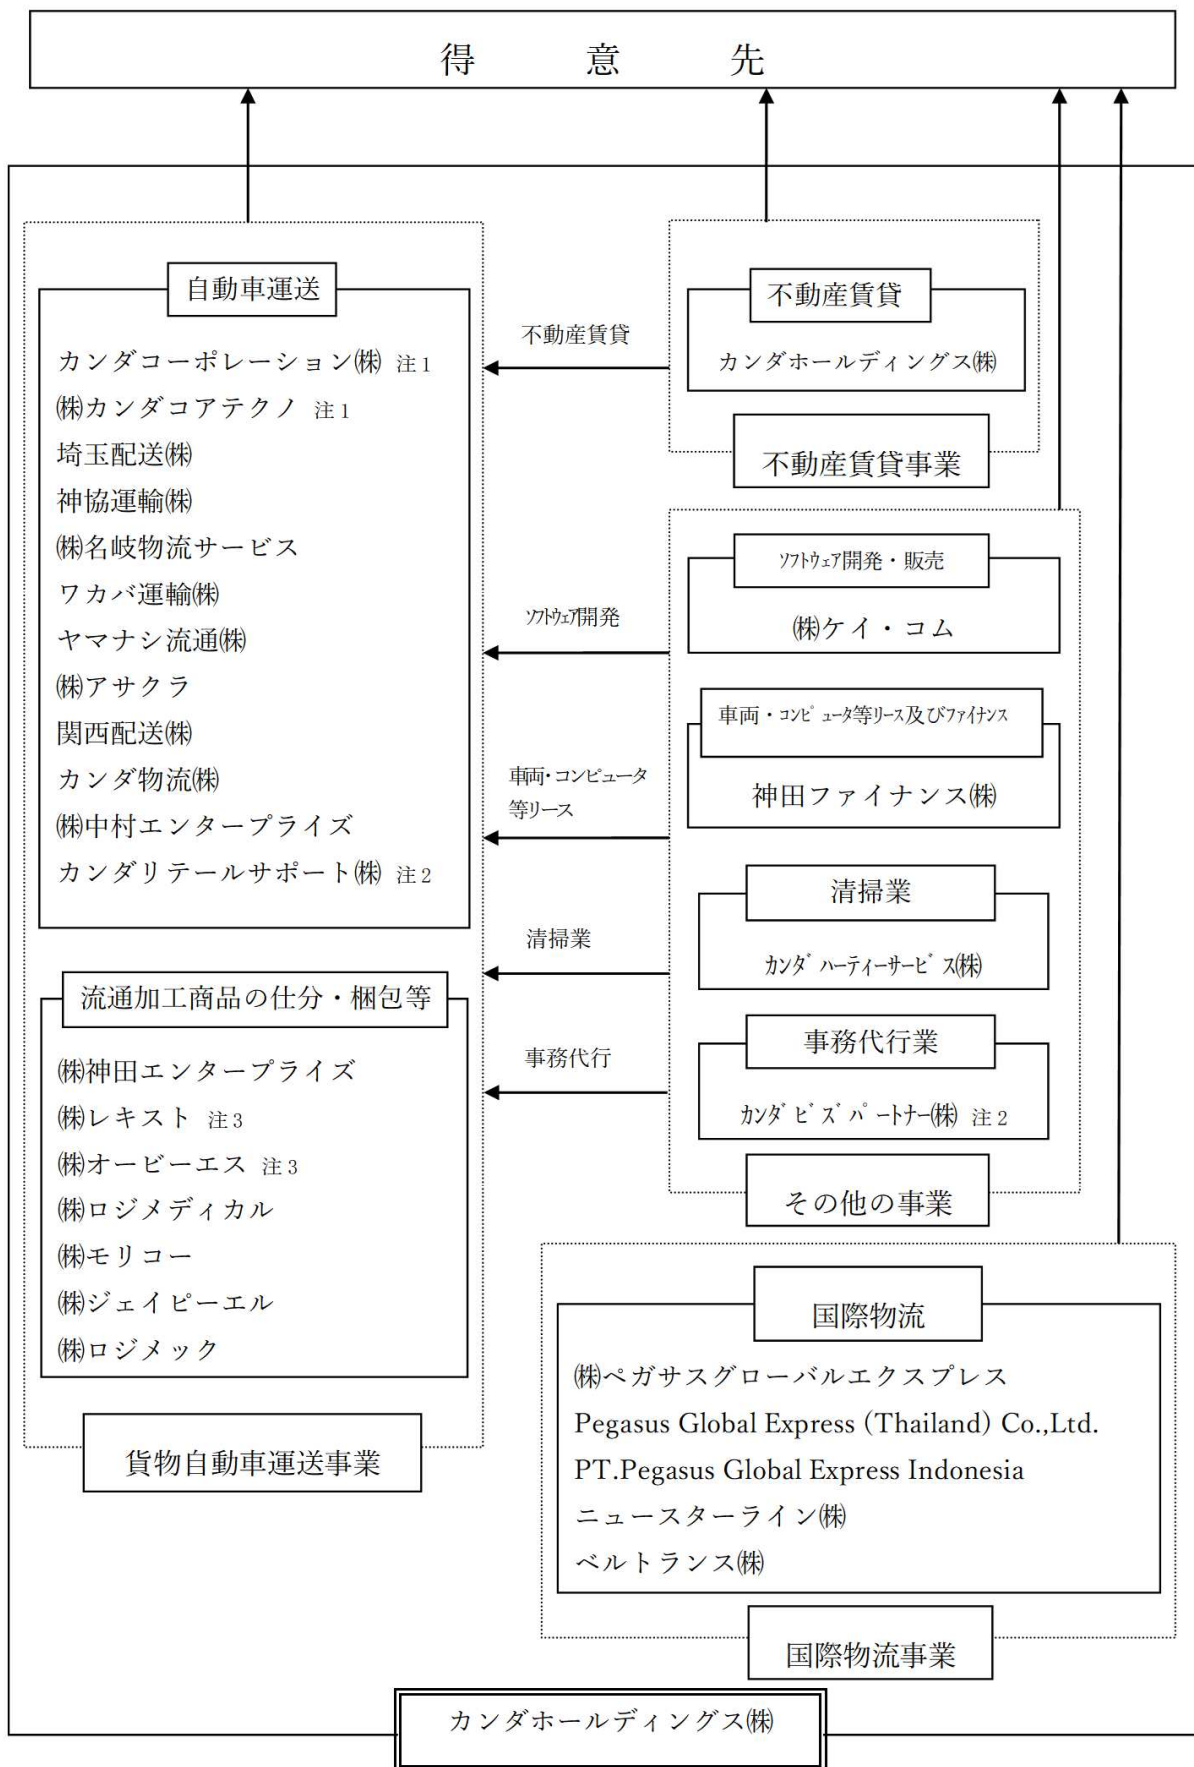 得 意 先
自動車運送
カンダコーポレーション㈱ 注1
㈱カンダコアテクノ 注1
埼玉配送㈱
神協運輸㈱
㈱名岐物流サービス
ワカバ運輸㈱
ヤマナシ流通㈱
㈱アサクラ
関西配送㈱
カンダ物流㈱
㈱中村エンタープライズ
カンダリテールサポート㈱ 注2
流通加工商品の仕分・梱包等
㈱神田エンタープライズ
㈱レキスト 注3
㈱オービーエス 注3
㈱ロジメディカル
㈱モリコー
㈱ジェイピーエル
㈱ロジメック
貨物自動車運送事業
不動産賃貸
ソフトウェア開発
車両・コンピュータ
等リース
清掃業
事務代行
不動産賃貸
カンダホールディングス㈱
不動産賃貸事業
ソフトウェア開発・販売
㈱ケイ・コム
車両・コンピュータ等リース及びファイナンス
神田ファイナンス㈱
清掃業
カンダハーティーサービス㈱
事務代行業
カンダビズパートナー㈱ 注2
その他の事業
国際物流
㈱ペガサスグローバルエクスプレス
Pegasus Global Express (Thailand) Co.,Ltd.
PT.Pegasus Global Express Indonesia
ニュースターライン㈱
ベルトランス㈱
国際物流事業
カンダホールディングス㈱